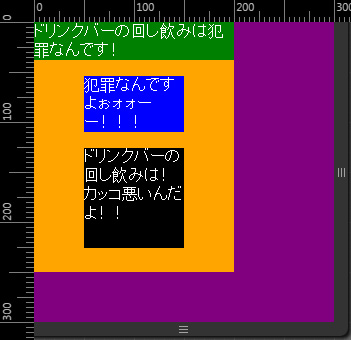 0
100
200
300
0
100
200
300
ドリンクバーの回し飲みは犯
罪なんです!
犯罪なんです
よぉォォー
ー！！！
ドリンクバーの
回し飲みは!
カッコ悪いんだ
よ！！